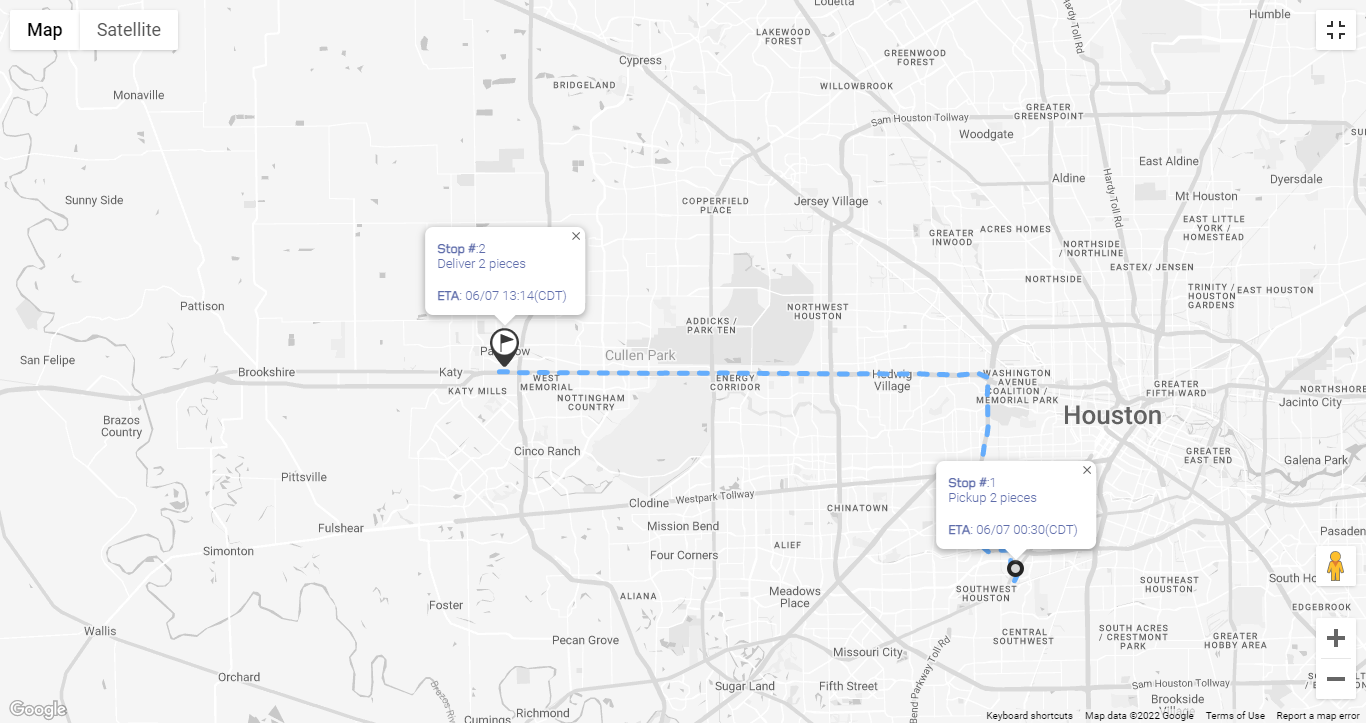 Map
Satellite
Louetta
Humble
LAKEWOOD
FOREST
Hardy Toll Rd
Cypress
GREENWOOD
FOREST
BRIDGELAND
WILLOWBROOK
Monaville
GREATER
GREENSPOINT
Sam Houston Tollway
Woodgate
East Aldine
Aldine
Dyersdale
Hardy Toll Rd
Mt Houston
Sunny Side
COPPERFIELD
PLACE
Jersey Village
EAST LITTLE
YORK /
HOMESTEAD
GREATER
INWOOD
ACRES HOMES
NORTHSIDE
/ NORTHLINE
Stop #:2
Deliver 2 pieces
ETA: 06/07 13:14(CDT)
EASTEX/ JENSEN
NORTHSIDE
TRINITY /
HOUSTON
GARDENS
EAST HOUSTON
Pattison
NORTHWEST
HOUSTON
ADDICKS /
PARK TEN
San Felipe
Cullen Park
Brookshire
Katy
KATY MILLS
WEST
MEMORIAL
NOTTINGHAM
COUNTRY
ENERGY
CORRIDOR
Hedwig
Village
WASHINGTON
AVENUE
COALITION /
MEMORIAL PARK
GREATER
FIFTH WARD
NORTHSHORE
Jacinto City
Houston
Brazos
Country
Cinco Ranch
GREATER
EAST END
Galena Park
Pittsville
Stop #:1
Pickup 2 pieces
ETA: 06/07 00:30(CDT)
Clodine
Westpark Tollway
CHINATOWN
Fulshear
Mission Bend
Pasaden
Simonton
Four Corners
ALIEF
SOUTHWEST
HOUSTON
SOUTHEAST
HOUSTON
South Ho
ALIANA
Meadows
Place
Foster
EDGEBROOK
Wallis
Pecan Grove
CENTRAL
SOUTHWEST
SOUTH ACRES
/ CRESTMONT
PARK
GREATER
HOBBY AREA
Missouri City
Bend Parkway Toll Rd
Orchard
Sugar Land
Fifth Street
Sam Houston Tollway
Brookside
Village
Brazos River
Richmond
Cumings
Google
Keyboard shortcuts
Map data ©2022 Google
Terms of Use
Report a map error